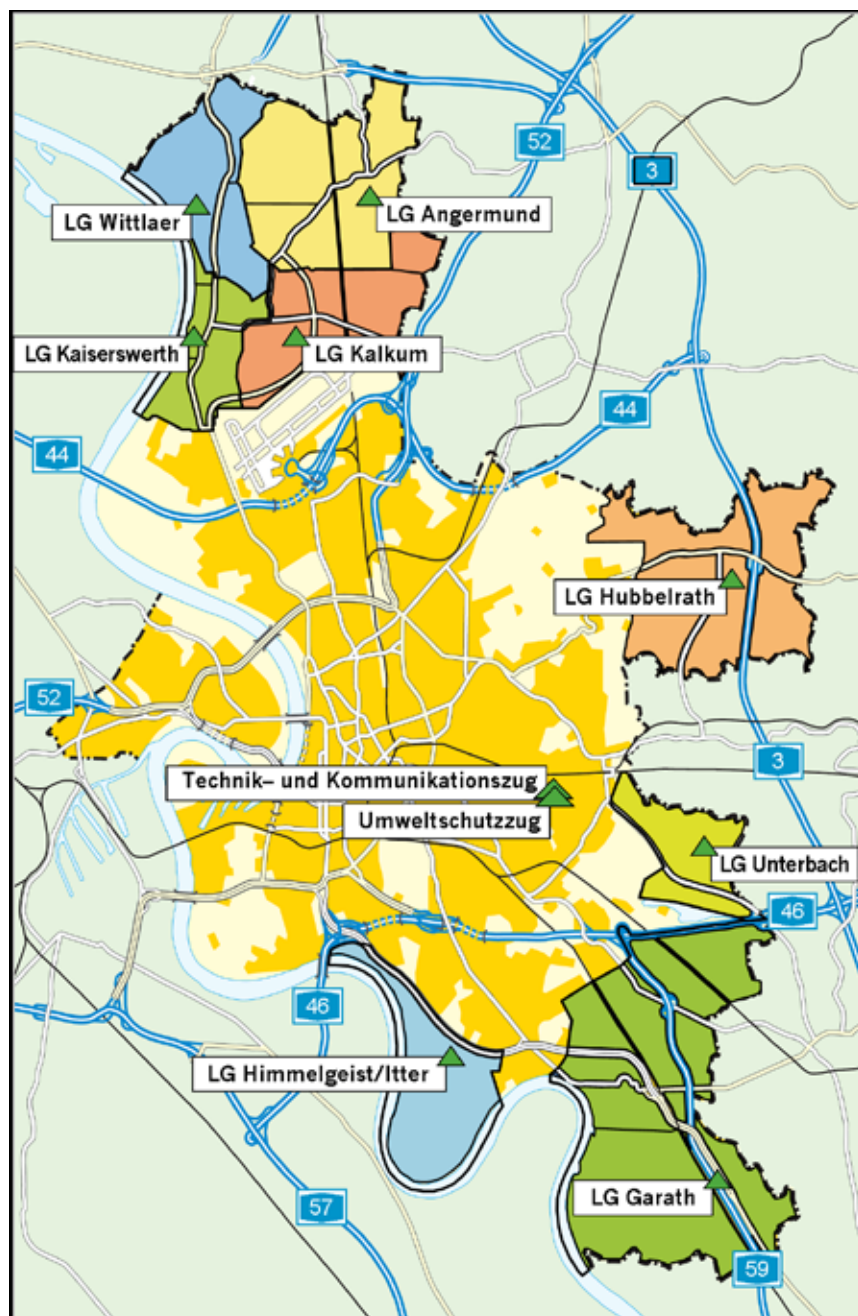 52
3
LG Wittlaer
LG Angermund
LG Kaiserswerth
LG Kalkum
44
44
LG Hubbelrath
52
3
Technik– und Kommunikationszug
Umweltschutzzug
LG Unterbach
46
46
LG Himmelgeist/Itter
LG Garath
57
59